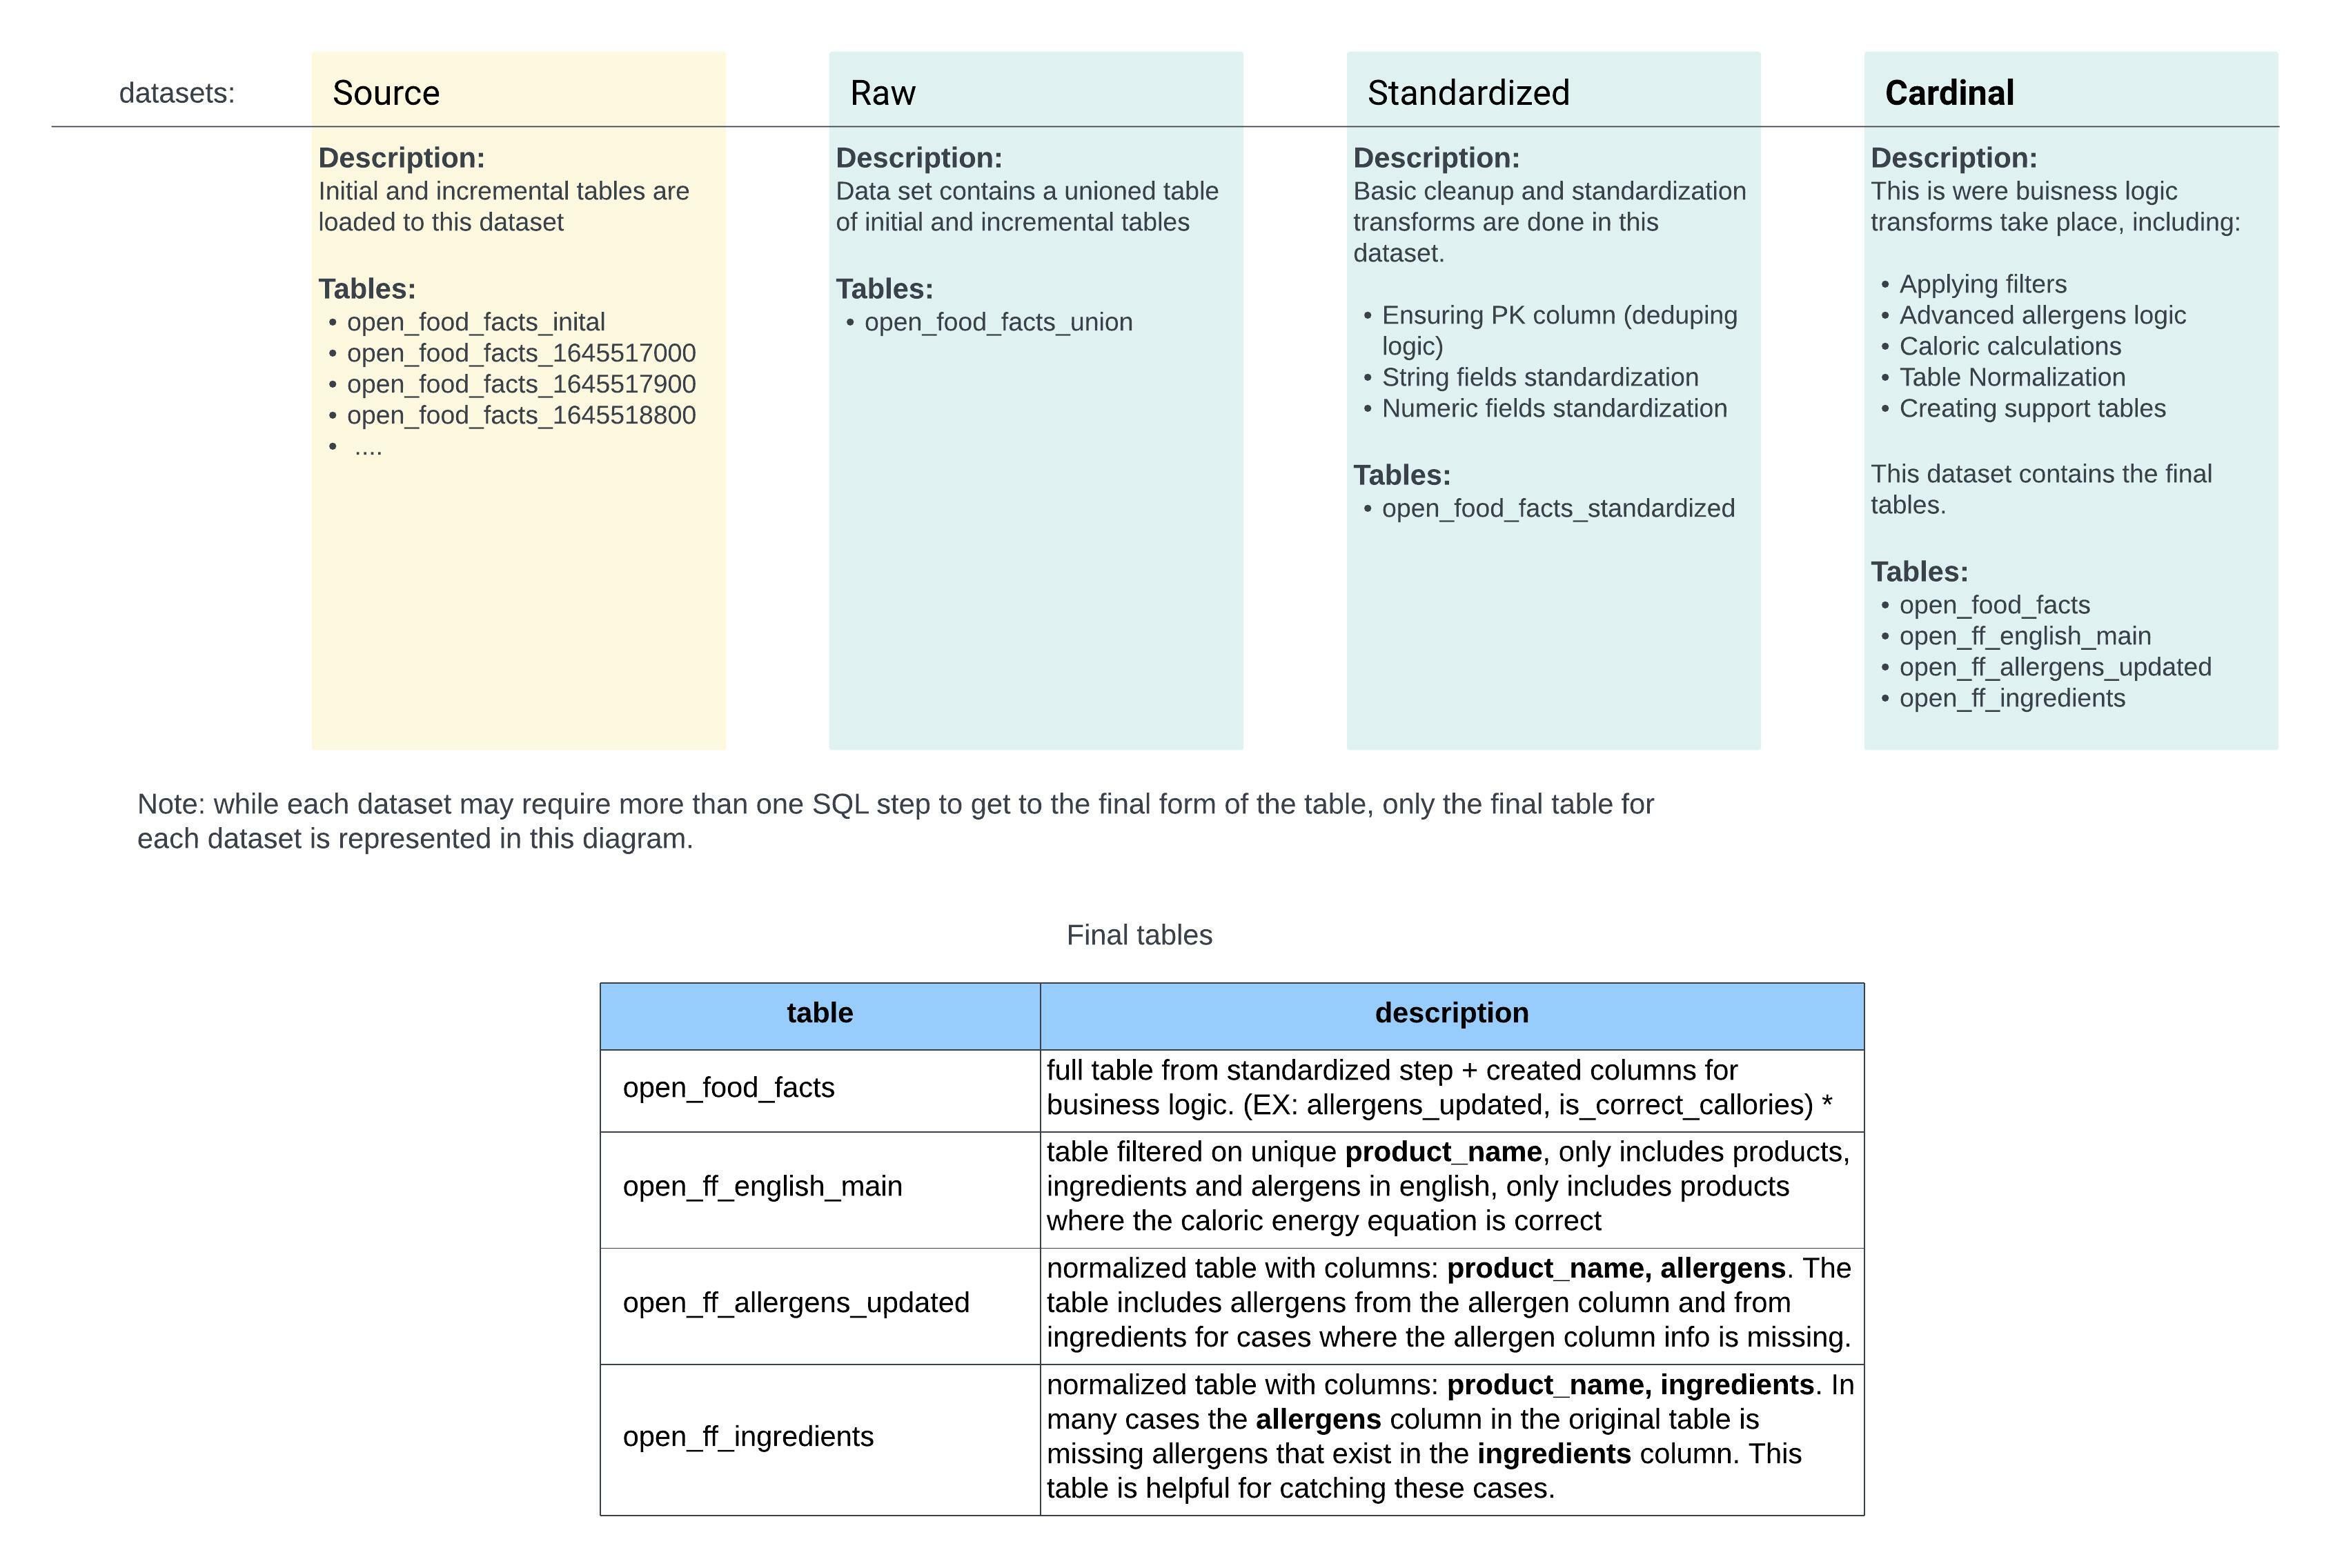 datasets:
Source
Raw
Standardized
Cardinal
Description:
Initial and incremental tables are
loaded to this dataset
Tables:
• open_food_facts_inital
• open_food_facts_1645517000
• open_food_facts_1645517900
• open_food_facts_1645518800
• ....
Description:
Data set contains a unioned table
of initial and incremental tables
Tables:
• open_food_facts_union
Description:
Basic cleanup and standardization
transforms are done in this
dataset.
• Ensuring PK column (deduping
logic)
• String fields standardization
• Numeric fields standardization
Tables:
• open_food_facts_standardized
Description:
This is were buisness logic
transforms take place, including:
• Applying filters
• Advanced allergens logic
• Caloric calculations
• Table Normalization
• Creating support tables
This dataset contains the final
tables.
Tables:
• open_food_facts
• open_ff_english_main
• open_ff_allergens_updated
• open_ff_ingredients
Note: while each dataset may require more than one SQL step to get to the final form of the table, only the final table for
each dataset is represented in this diagram.
Final tables
table
description
open_food_facts
full table from standardized step + created columns for
business logic. (EX: allergens_updated, is_correct_callories) *
open_ff_english_main
table filtered on unique product_name, only includes products,
ingredients and alergens in english, only includes products
where the caloric energy equation is correct
open_ff_allergens_updated
normalized table with columns: product_name, allergens. The
table includes allergens from the allergen column and from
ingredients for cases where the allergen column info is missing.
open_ff_ingredients
normalized table with columns: product_name, ingredients. In
many cases the allergens column in the original table is
missing allergens that exist in the ingredients column. This
table is helpful for catching these cases.